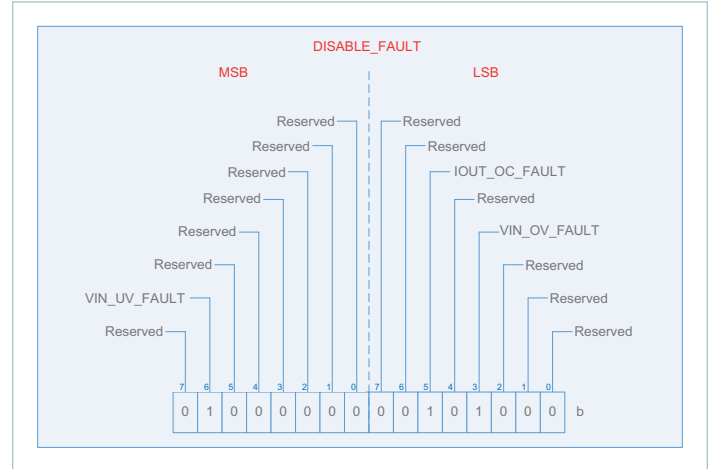 DISABLE_FAULT
MSB LSB
Reserved Reserved
Reserved Reserved
Reserved IOUT_OC_FAULT
Reserved Reserved
Reserved VIN_OV_FAULT
Reserved Reserved
VIN_UV_FAULT Reserved
Reserved Reserved
7 6 5 4 3 2 1 0 7 6 5 4 3 2 1 0
0 1 0 0 0 0 0 0 0 0 1 0 1 0 0 0 b